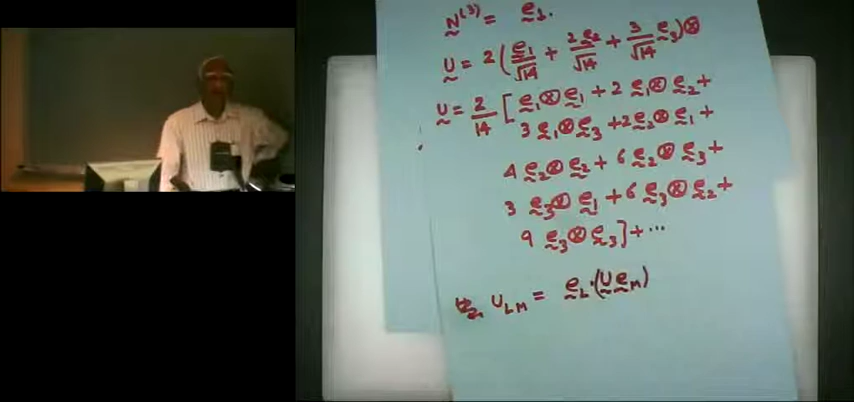 N⁽³⁾ = e₃.
U = 2 ( e₁/√14 + 2e₂/√14 + 3/√14 e₃ ) ⊗
U = 2/14 [ e₁⊗e₁ + 2 e₁⊗e₂ +
3 e₁⊗e₃ + 2 e₂⊗e₁ +
4 e₂⊗e₂ + 6 e₂⊗e₃ +
3 e₃⊗e₁ + 6 e₃⊗e₂ +
9 e₃⊗e₃ ] + ...
U_LM = e_L · (U e_M)